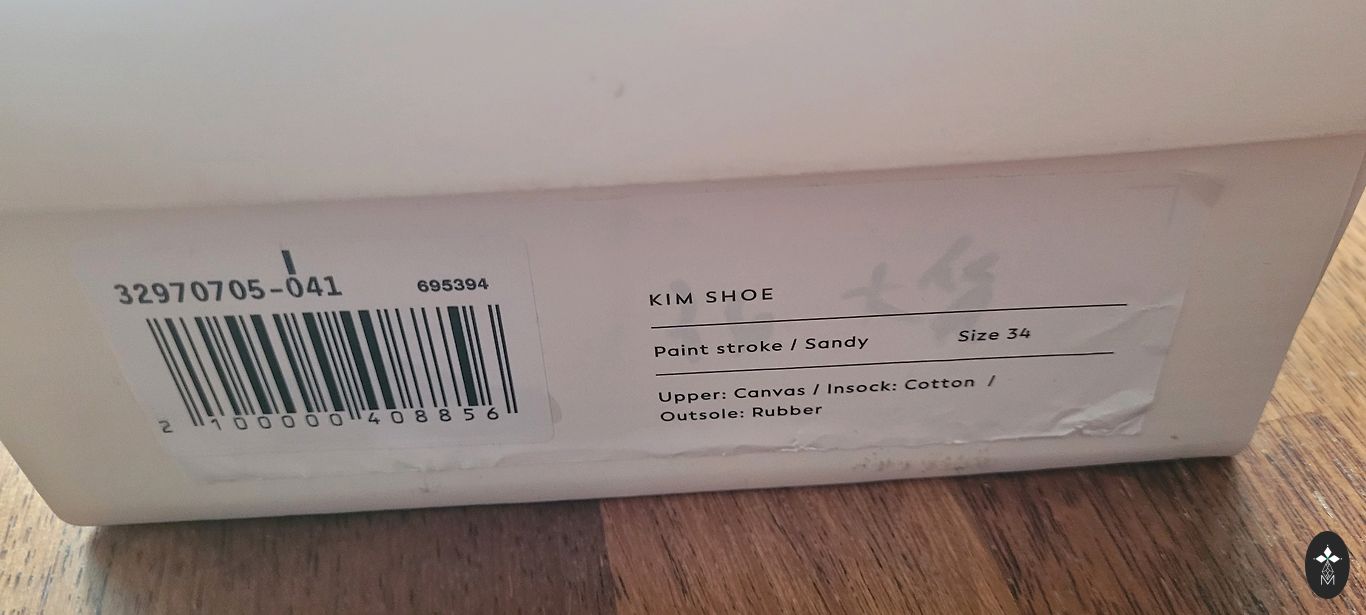 32970705-041 695394
2 100000 408856
KIM SHOE
Paint stroke / Sandy Size 34
Upper: Canvas / Insock: Cotton /
Outsole: Rubber
M